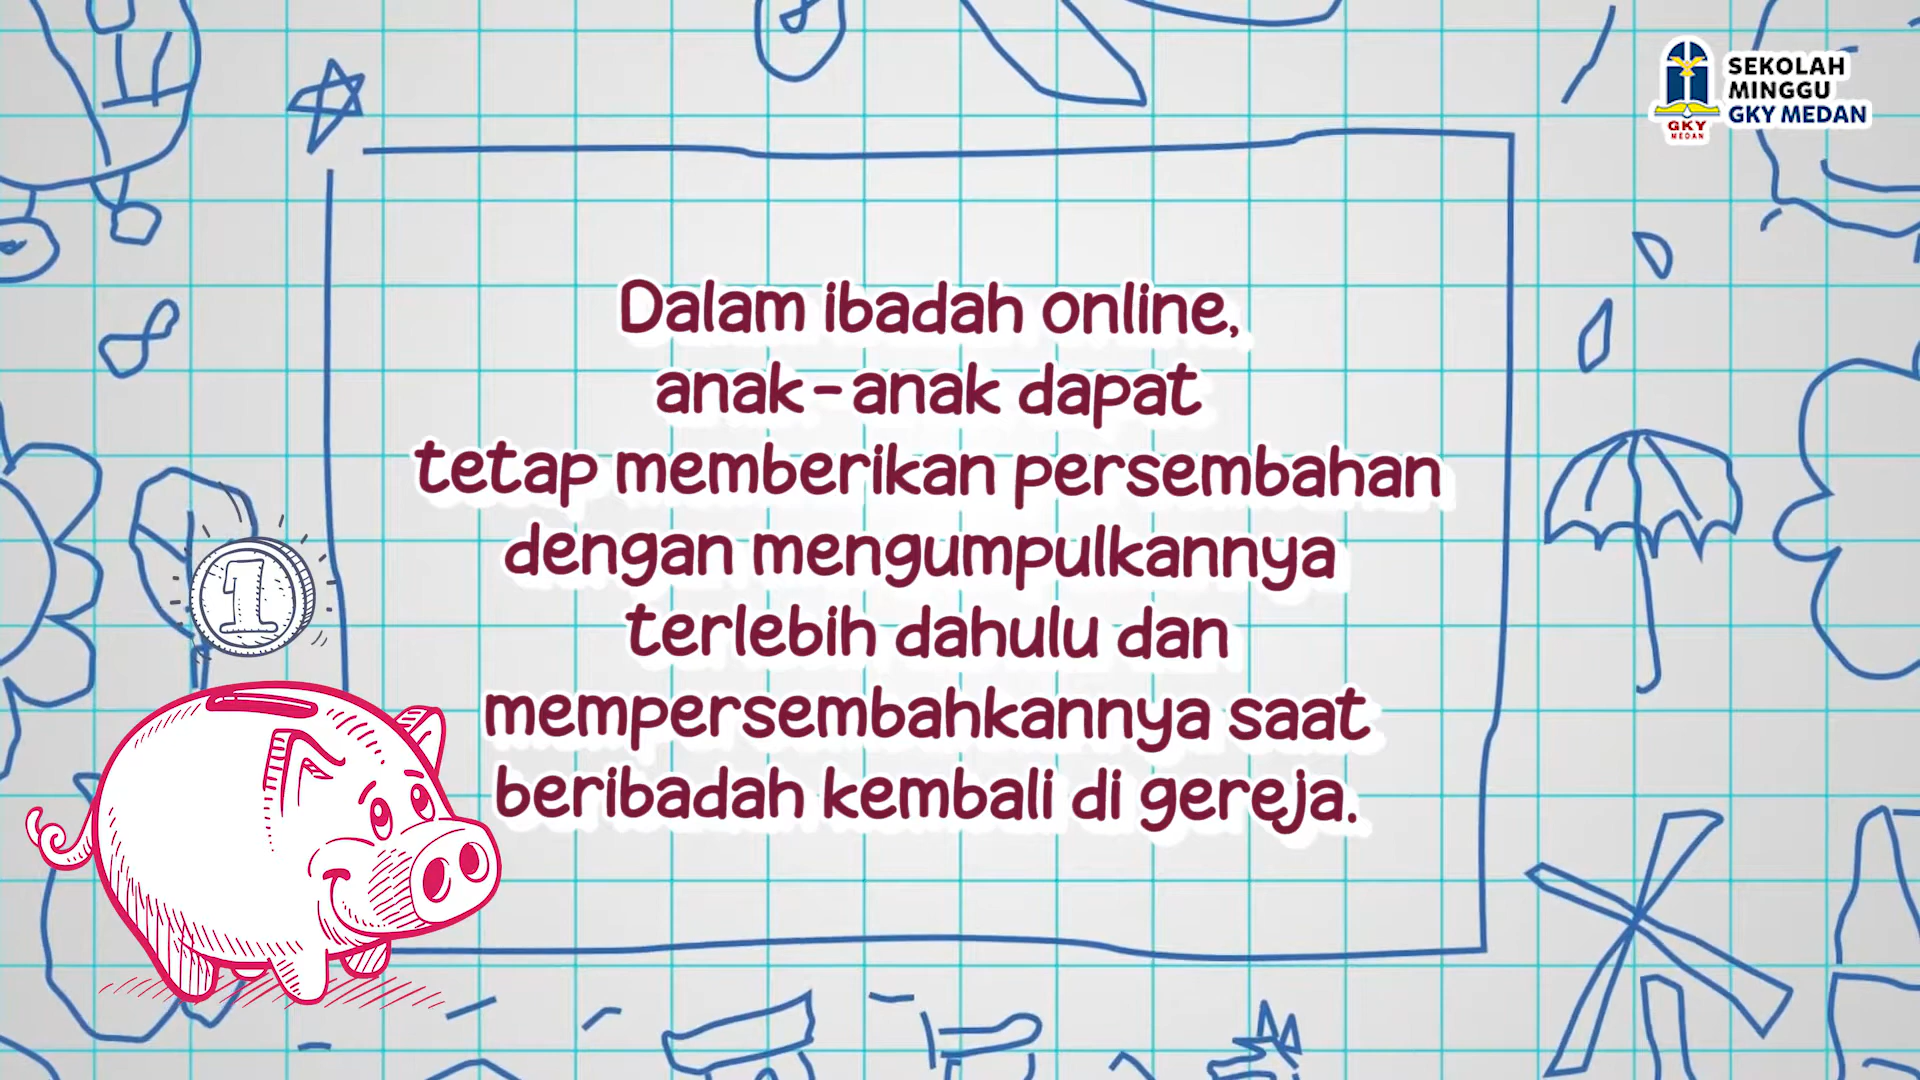 SEKOLAH
MINGGU
GKY MEDAN
GKY
MEDAN
Dalam ibadah online,
anak-anak dapat
tetap memberikan persembahan
dengan mengumpulkannya
terlebih dahulu dan
mempersembahkannya saat
beribadah kembali di gereja.
1